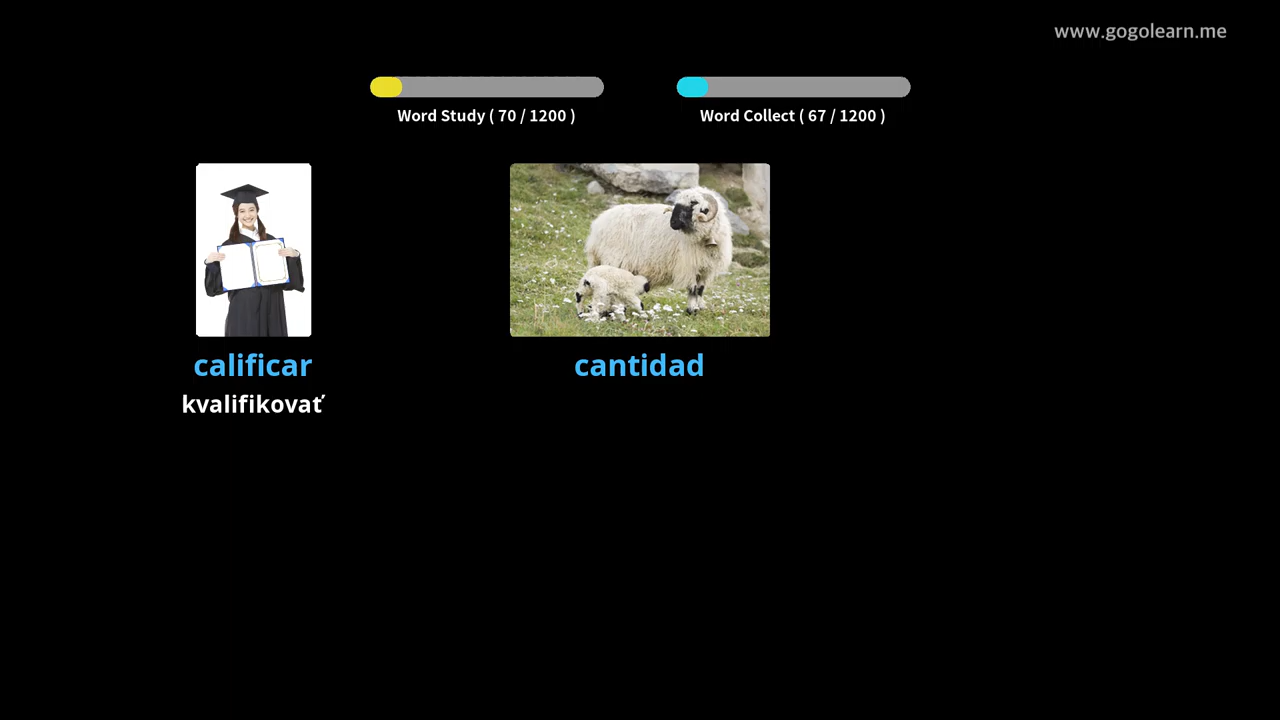 www.gogolearn.me
Word Study ( 70 / 1200 )
Word Collect ( 67 / 1200 )
calificar
kvalifikovať
cantidad